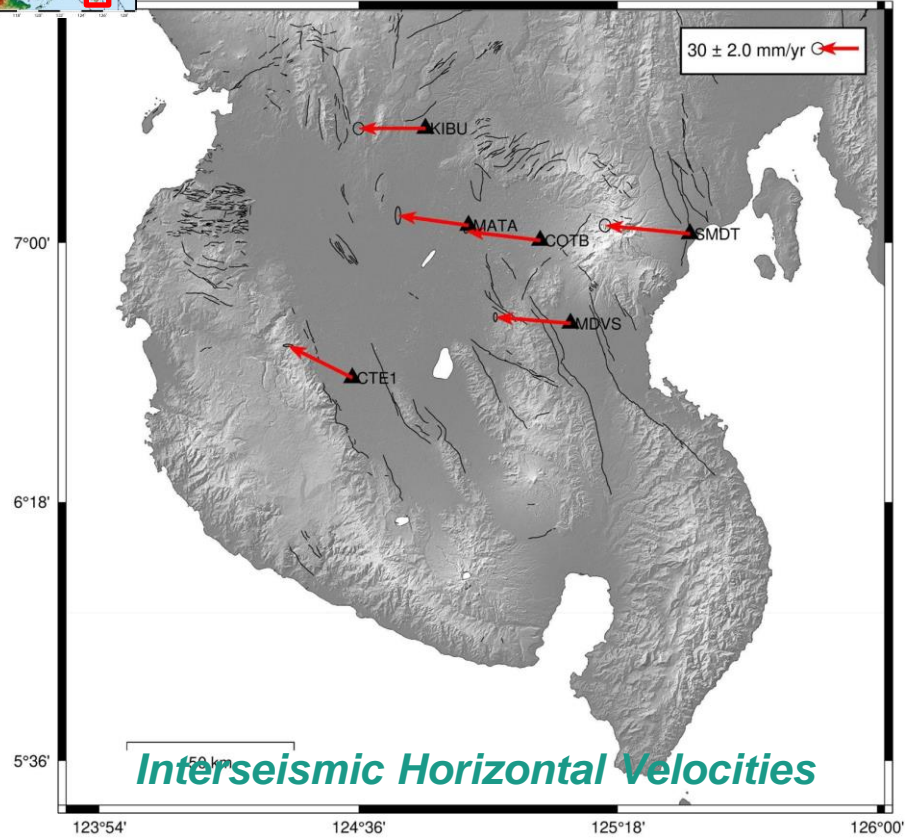 30 ± 2.0 mm/yr
KIBU
MATA
COTB
SMDT
7°00'
MDVS
CTE1
6°18'
50 km
Interseismic Horizontal Velocities
5°36'
123°54' 124°36' 125°18' 126°00'